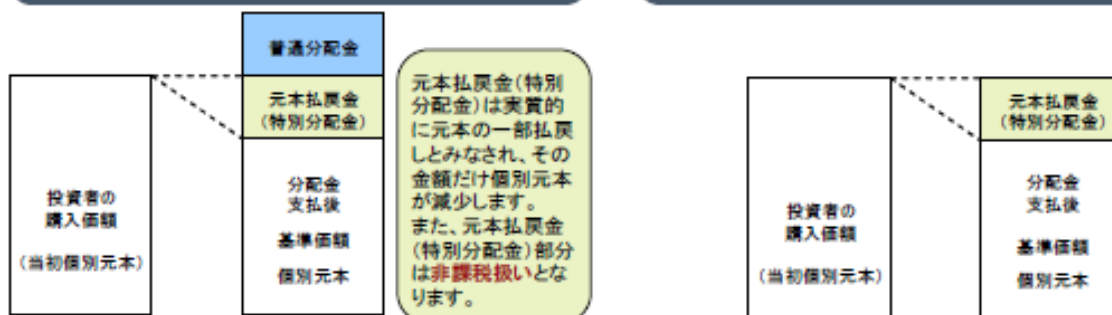 普通分配金
元本払戻金
(特別分配金)
投資者の
購入価額
(当初個別元本)
分配金
支払後
基準価額
個別元本
元本払戻金(特別
分配金)は実質的
に元本の一部払戻
しとみなされ、その
金額だけ個別元本
が減少します。
また、元本払戻金
(特別分配金)部分
は非課税扱いとな
ります。
投資者の
購入価額
(当初個別元本)
元本払戻金
(特別分配金)
分配金
支払後
基準価額
個別元本